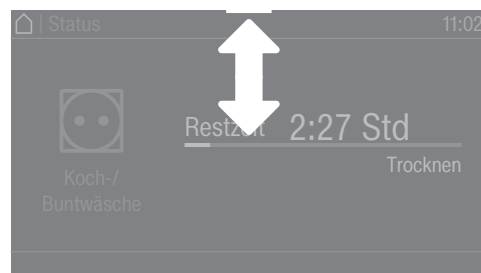 | Status 11:02
Restzeit 2:27 Std
Trocknen
Koch-/
Buntwäsche